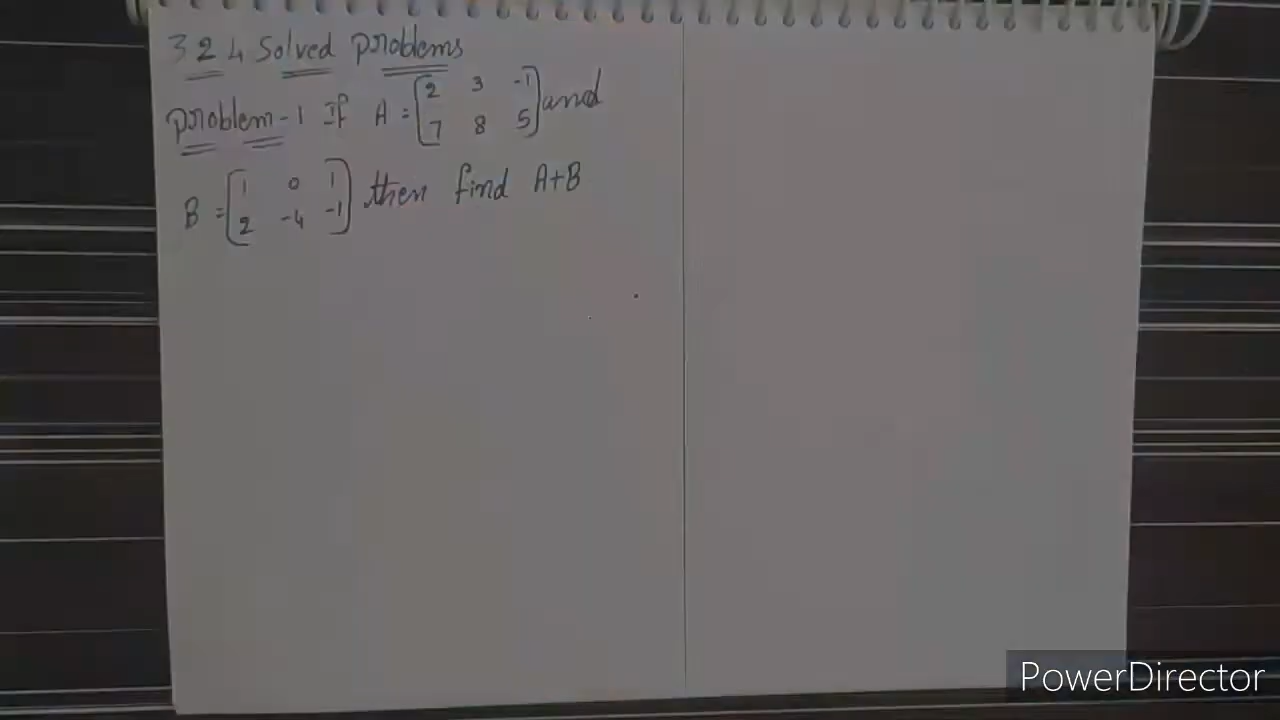 3 2 4 Solved problems
problem-1 If A = [2 3 -1
7 8 5] and
B = [1 0 1
2 -4 -1] then find A+B
PowerDirector